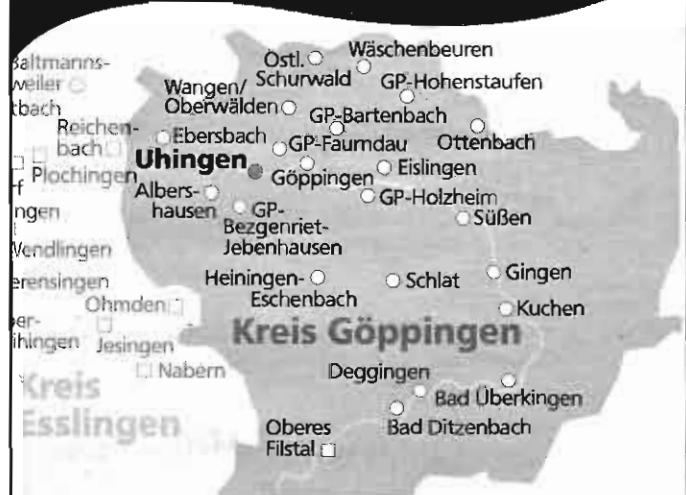 Östl.
Schurwald
Wäschenbeuren
GP-Hohenstaufen
Wangen/
Oberwälden
GP-Bartenbach
Ottenbach
Reichen-
bach
Ebersbach
GP-Faurndau
Uhingen
Göppingen
Eislingen
Plochingen
Albers-
hausen
GP-Holzheim
GP-
Bezgenriet-
Jebenhausen
Süßen
Heiningen-
Eschenbach
Schlat
Gingen
Ohmden
Kuchen
Jesingen
Kreis Göppingen
Nabern
Deggingen
Bad Überkingen
Kreis
Esslingen
Bad Ditzenbach
Oberes
Filstal